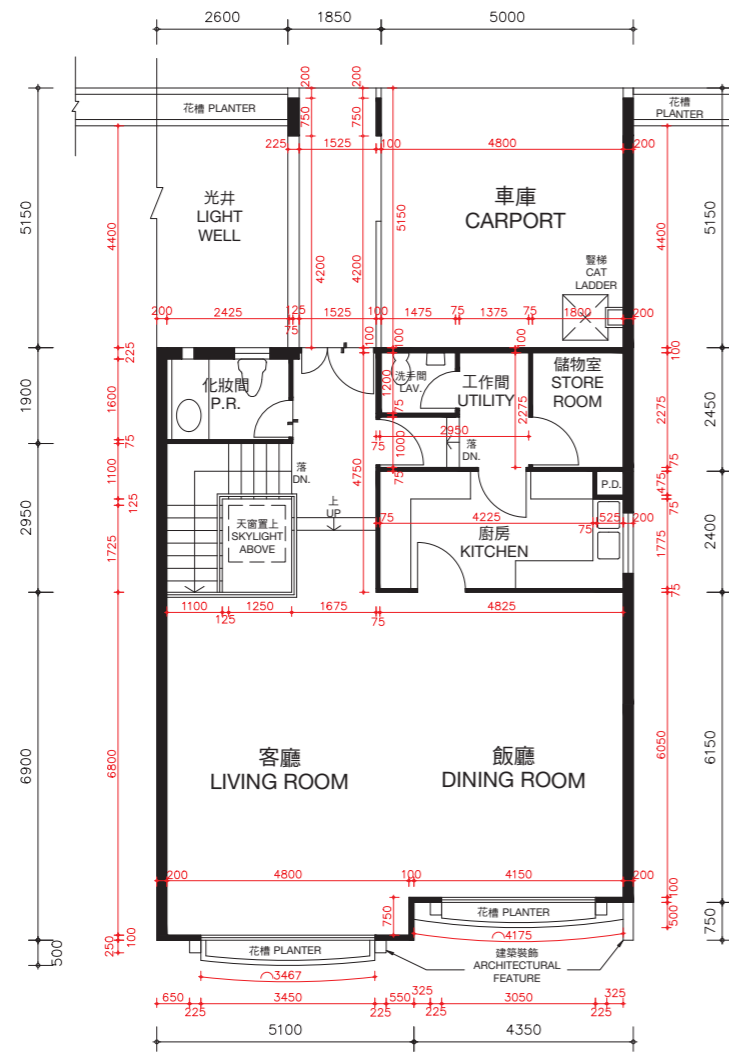 2600 1850 5000
200 200
花槽 PLANTER
花槽
PLANTER
750 750
225 1525 100 4800 200
光井
LIGHT
WELL
車庫
CARPORT
5150 4400 4200 4200 5150 4400 5150
豎梯
CAT
LADDER
200 2425 125 1525 100 1475 75 1375 75 1800 200
75
225 100 100 100 100
化妝間
P.R.
洗手間
LAV.
工作間
UTILITY
儲物室
STORE
ROOM
1900 1600 1200 2275 2275 2450
75 75 2950
75 1000 75
落
DN.
落
DN.
1100 4750 75 475
P.D.
2950 125
上
UP
75 4225 525 200
75 75
天窗置上
SKYLIGHT
ABOVE
廚房
KITCHEN
1725 1775 2400
1100 1250 1675 4825
125 75 75
客廳
LIVING ROOM
飯廳
DINING ROOM
6900 6800 6050 6150
200 4800 100 4150 200
100
花槽 PLANTER
750 500 750
4175
花槽 PLANTER
建築裝飾
ARCHITECTURAL
FEATURE
500 250 100
3467
650 3450 550 325 3050 325
225 225 225 225
5100 4350